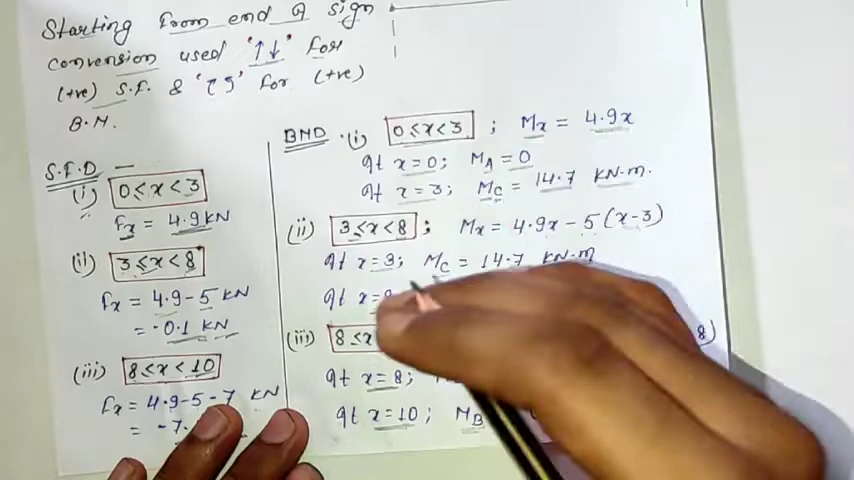 Starting from end A sign
convension used '↑↓' for
(+ve) S.F. & '↺' for (+ve)
B.M.
S.F.D —
(i) 0≤x<3
Fx = 4.9 KN
(ii) 3≤x<8
Fx = 4.9-5 KN
= -0.1 KN
(iii) 8≤x<10
Fx = 4.9-5-7 KN
= -7.
BMD (i) 0≤x<3 ; Mx = 4.9x
At x=0; MA = 0
At x=3; Mc = 14.7 KN-m.
(ii) 3≤x<8 ; Mx = 4.9x - 5(x-3)
At x=3; Mc = 14.7 KN-m
At x=
(iii) 8≤x 8)
At x=8; M
At x=10; MB